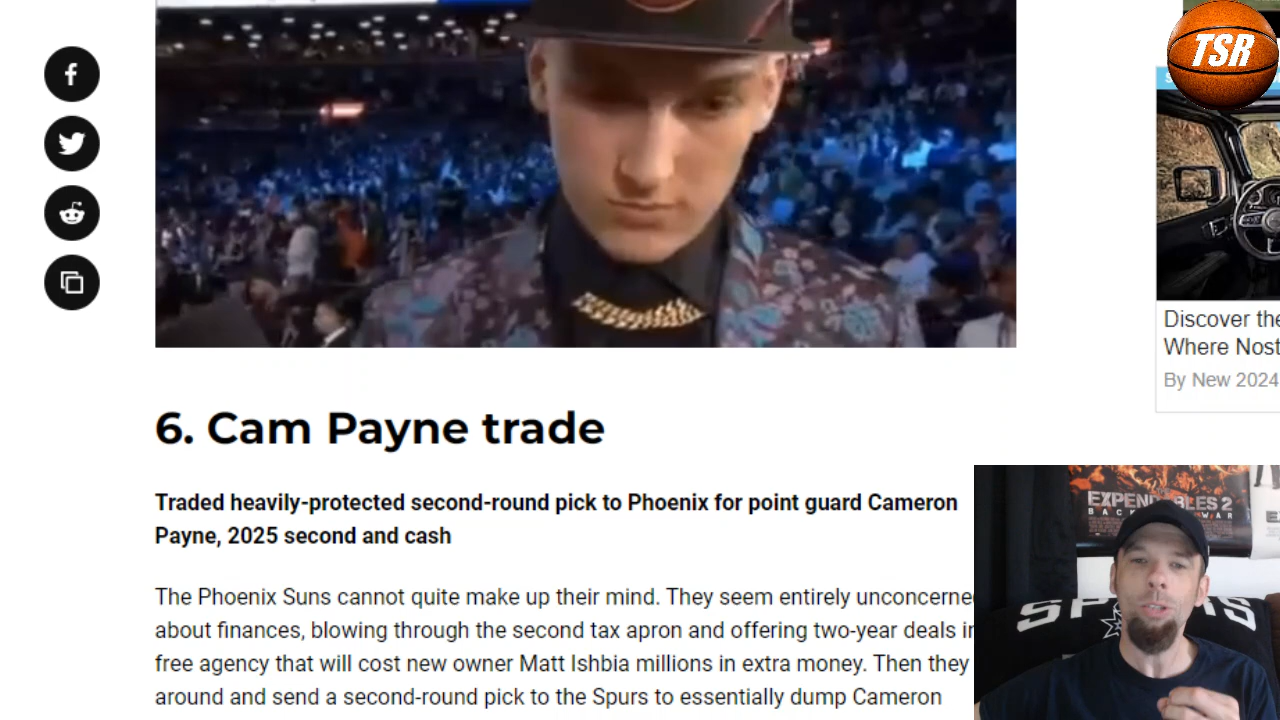 TSR
Discover the
Where Nost
By New 2024
6. Cam Payne trade
Traded heavily-protected second-round pick to Phoenix for point guard Cameron
Payne, 2025 second and cash
The Phoenix Suns cannot quite make up their mind. They seem entirely unconcerne
about finances, blowing through the second tax apron and offering two-year deals in
free agency that will cost new owner Matt Ishbia millions in extra money. Then they
around and send a second-round pick to the Spurs to essentially dump Cameron
EXPENDABLES 2
BACK WAR
SPURS